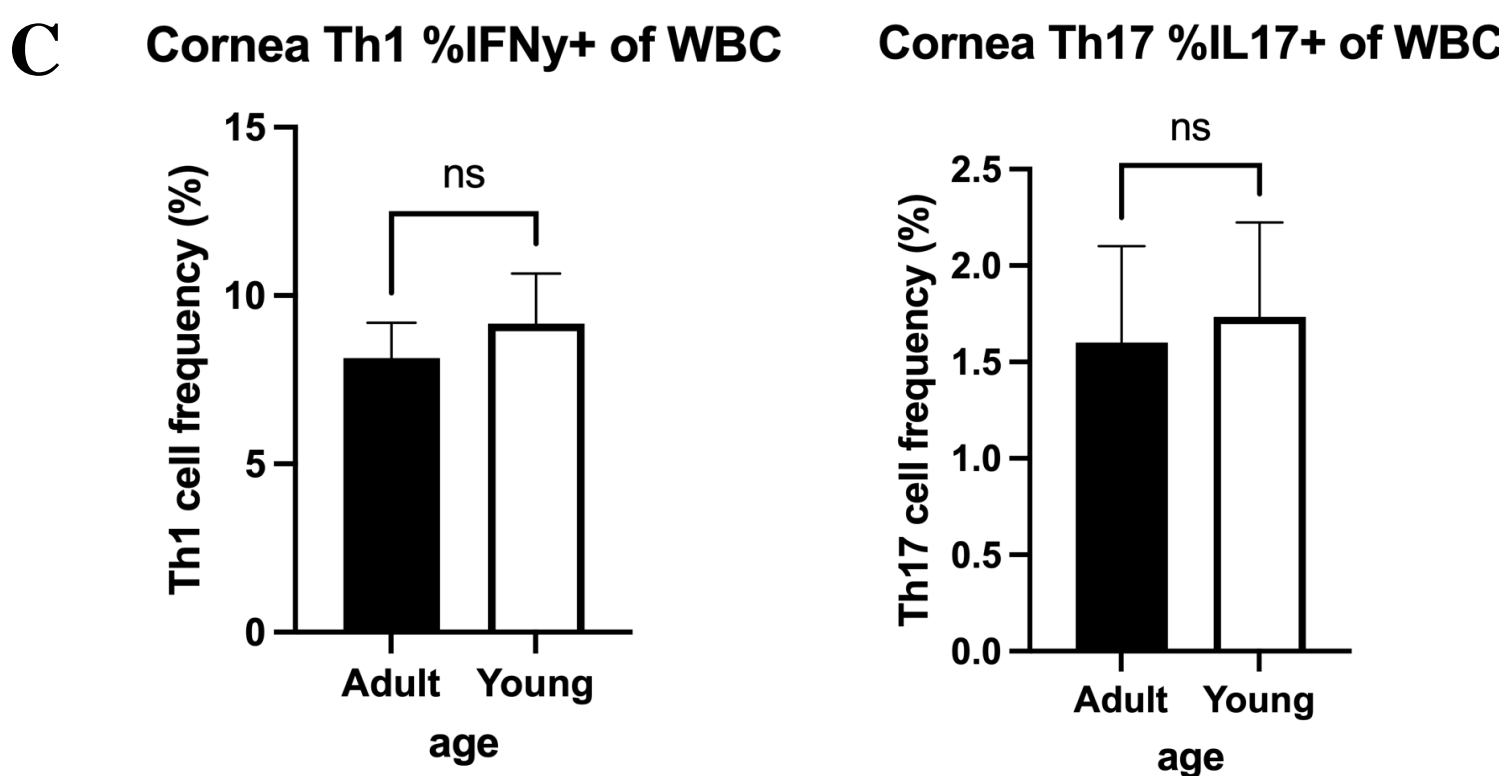 C
Cornea Th1 %IFNy+ of WBC
Th1 cell frequency (%)
15
10
5
0
ns
Adult Young
age
Cornea Th17 %IL17+ of WBC
Th17 cell frequency (%)
2.5
2.0
1.5
1.0
0.5
0.0
ns
Adult Young
age